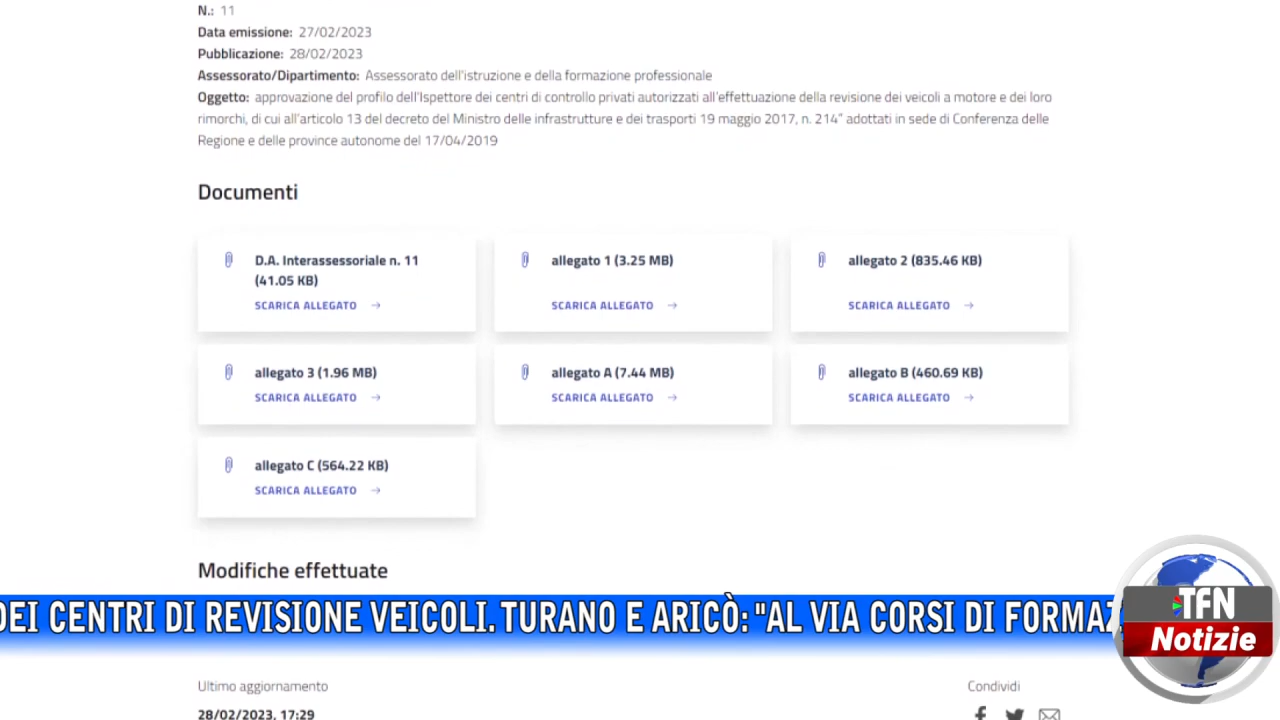 N.: 11
Data emissione: 27/02/2023
Pubblicazione: 28/02/2023
Assessorato/Dipartimento: Assessorato dell'istruzione e della formazione professionale
Oggetto: approvazione del profilo dell'Ispettore dei centri di controllo privati autorizzati all'effettuazione della revisione dei veicoli a motore e dei loro
rimorchi, di cui all'articolo 13 del decreto del Ministro delle infrastrutture e dei trasporti 19 maggio 2017, n. 214" adottati in sede di Conferenza delle
Regione e delle province autonome del 17/04/2019
Documenti
D.A. Interassessoriale n. 11
(41.05 KB)
SCARICA ALLEGATO
allegato 1 (3.25 MB)
SCARICA ALLEGATO
allegato 2 (835.46 KB)
SCARICA ALLEGATO
allegato 3 (1.96 MB)
SCARICA ALLEGATO
allegato A (7.44 MB)
SCARICA ALLEGATO
allegato B (460.69 KB)
SCARICA ALLEGATO
allegato C (564.22 KB)
SCARICA ALLEGATO
Modifiche effettuate
DEI CENTRI DI REVISIONE VEICOLI. TURANO E ARICÒ: "AL VIA CORSI DI FORMAZ
TFN
Notizie
Ultimo aggiornamento
28/02/2023, 17:29
Condividi